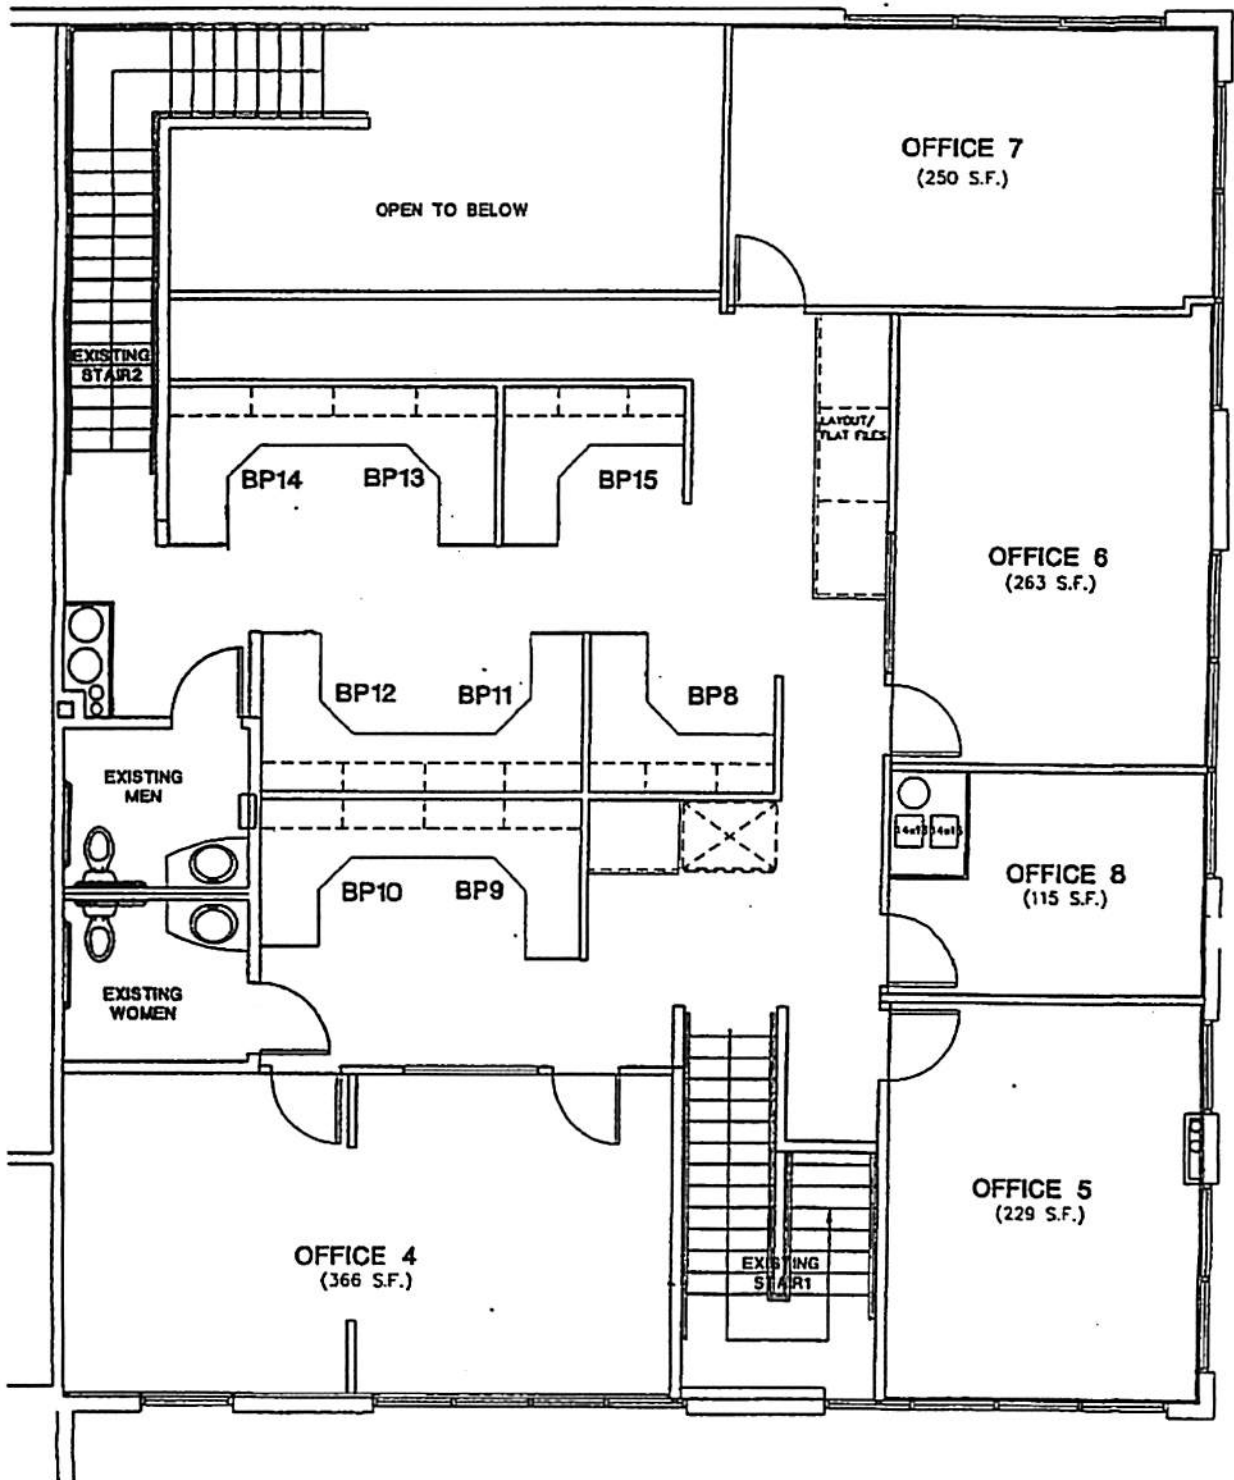 OFFICE 7
(250 S.F.)
OPEN TO BELOW
EXISTING
STAIR2
LAYOUT/
FLAT FILES
BP14
BP13
BP15
OFFICE 6
(263 S.F.)
BP12
BP11
BP8
EXISTING
MEN
OFFICE 8
(115 S.F.)
BP10
BP9
EXISTING
WOMEN
OFFICE 5
(229 S.F.)
OFFICE 4
(366 S.F.)
EXISTING
STAIR1